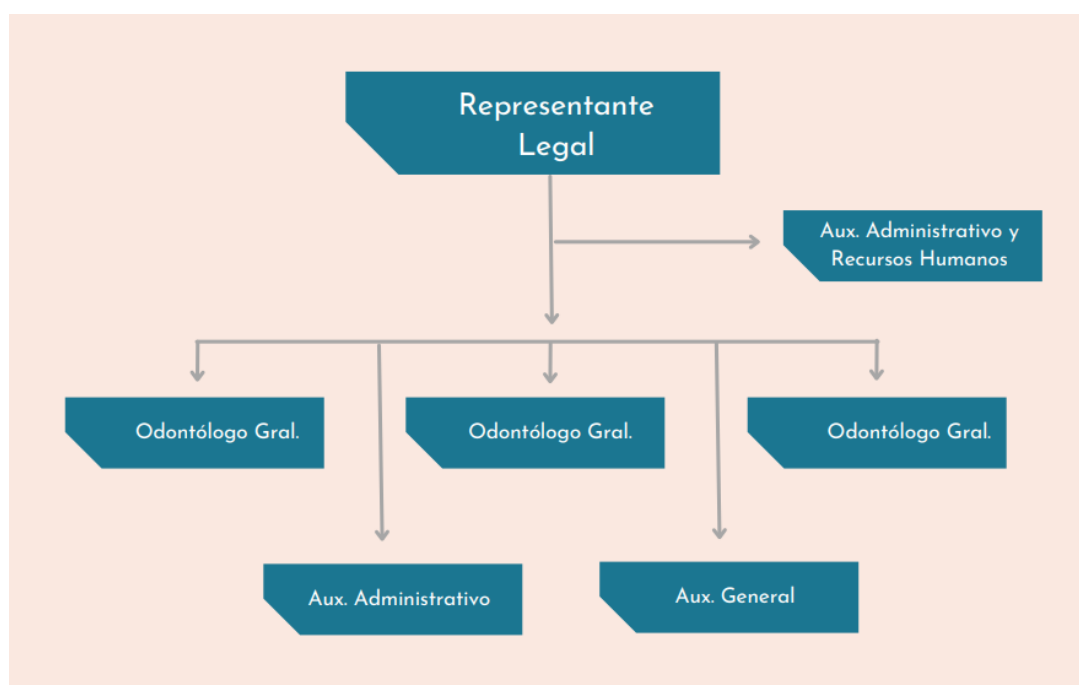 Representante
Legal
Aux. Administrativo y
Recursos Humanos
Odontólogo Gral.
Odontólogo Gral.
Odontólogo Gral.
Aux. Administrativo
Aux. General